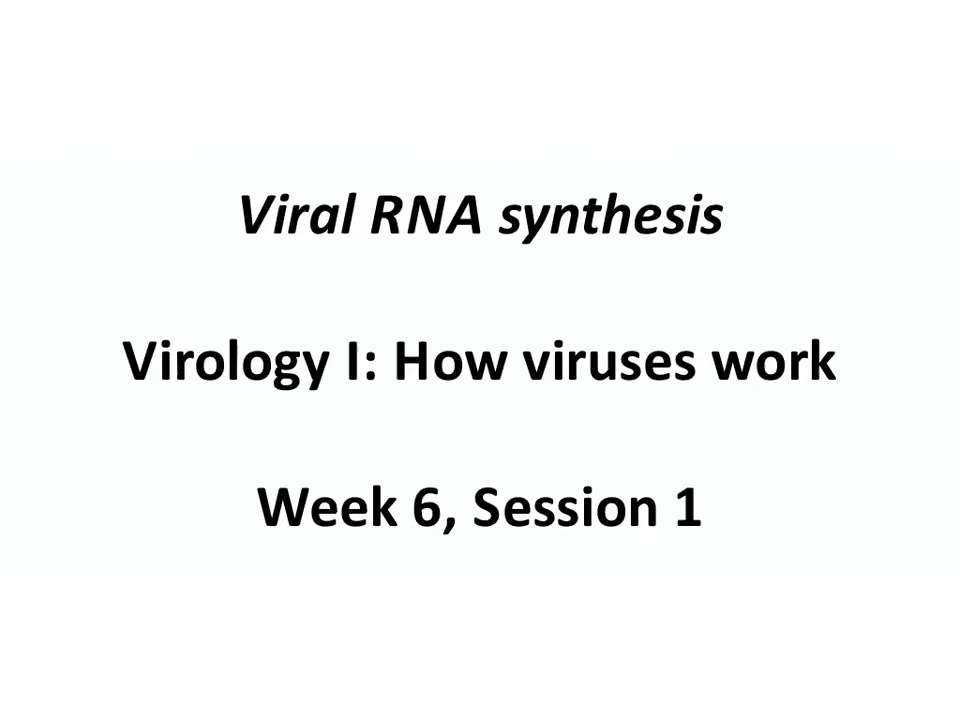 Viral RNA synthesis
Virology I: How viruses work
Week 6, Session 1